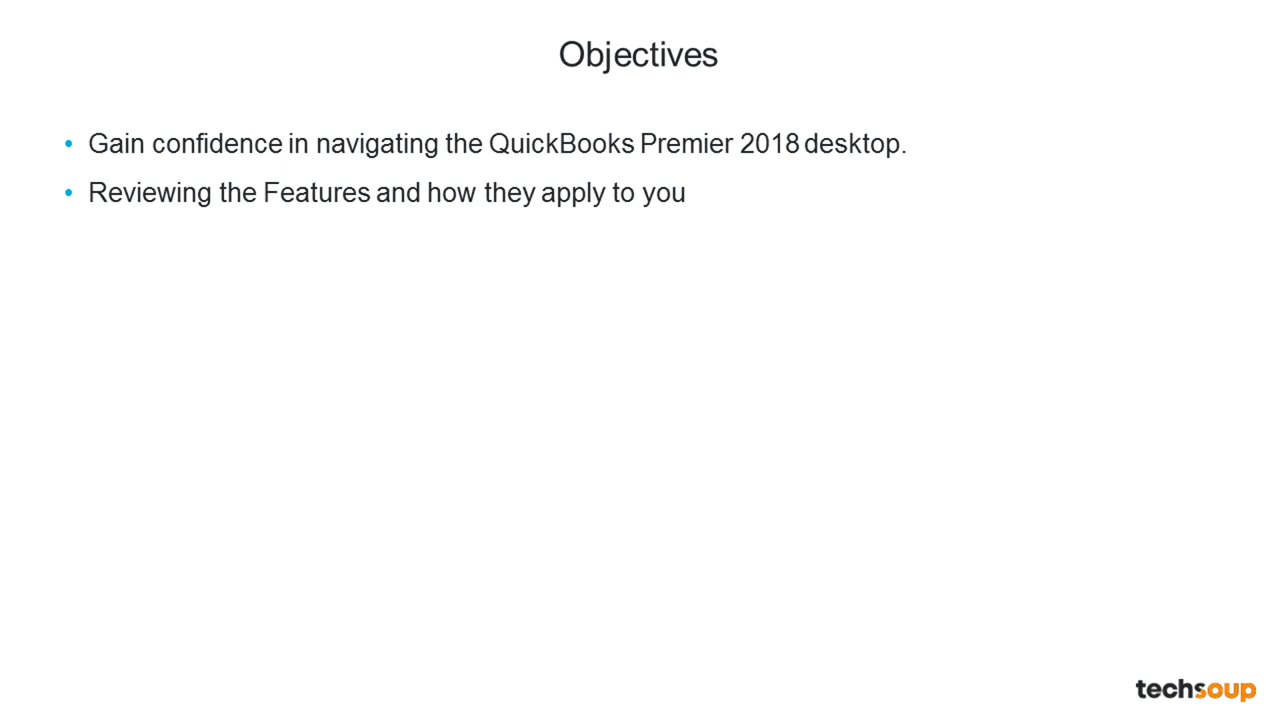 Objectives
• Gain confidence in navigating the QuickBooks Premier 2018 desktop.
• Reviewing the Features and how they apply to you
techsoup